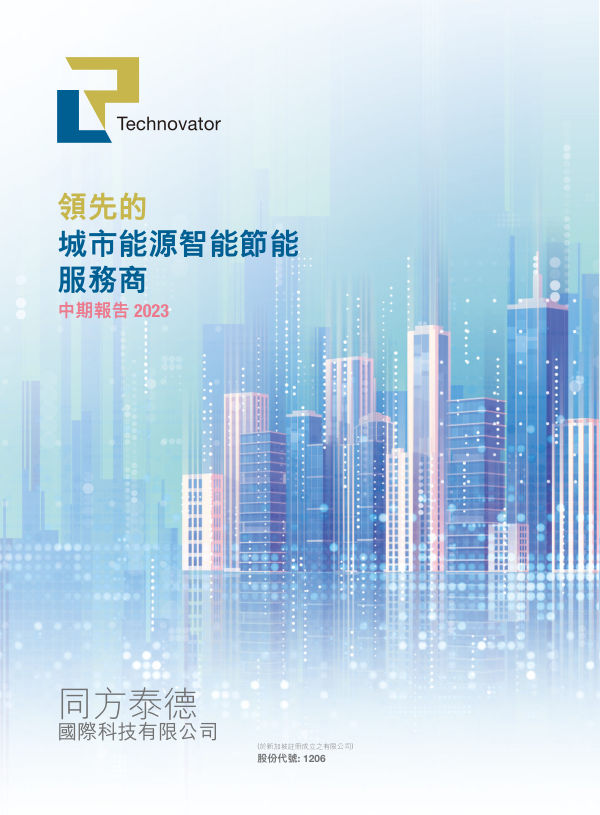 Technovator
領先的
城市能源智能節能
服務商
中期報告 2023
同方泰德
國際科技有限公司
(於新加坡註冊成立之有限公司)
股份代號: 1206